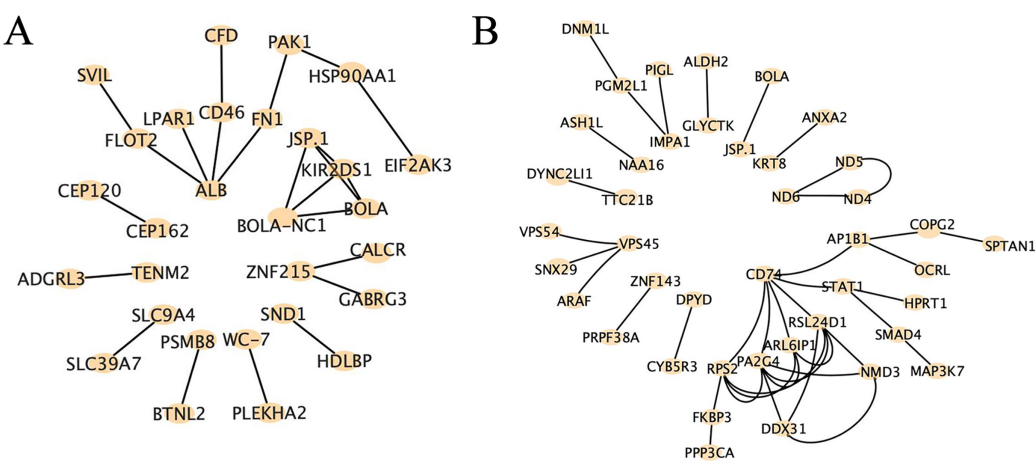 A
CFD
PAK1
SVIL
HSP90AA1
LPAR1
CD46
FN1
FLOT2
JSP.1
KIR2DS1
EIF2AK3
CEP120
ALB
BOLA
BOLA-NC1
CEP162
CALCR
ADGRL3
TENM2
ZNF215
GABRG3
SLC9A4
SND1
PSMB8
WC-7
SLC39A7
HDLBP
BTNL2
PLEKHA2
B
DNM1L
PIGL
ALDH2
BOLA
PGM2L1
ASH1L
GLYCTK
ANXA2
IMPA1
JSP.1
NAA16
KRT8
ND5
DYNC2LI1
TTC21B
ND6
ND4
VPS54
VPS45
AP1B1
COPG2
SPTAN1
SNX29
OCRL
ARAF
ZNF143
CD74
STAT1
DPYD
HPRT1
RSL24D1
PRPF38A
SMAD4
ARL6IP1
CYB5R3
RPS2
PA2G4
NMD3
MAP3K7
FKBP3
DDX31
PPP3CA